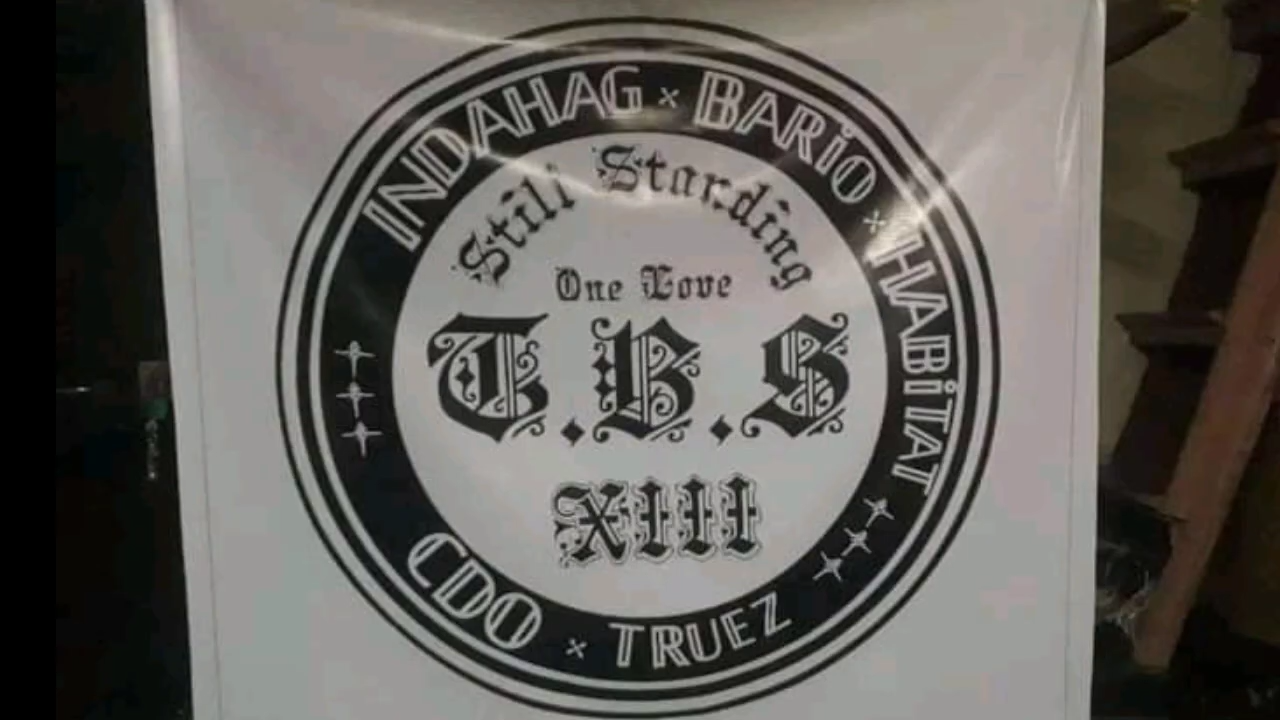 INDAHAG × BARiO × HABiTAT
Still Standing
One Love
T.B.S
XIII
CDO × TRUEZ